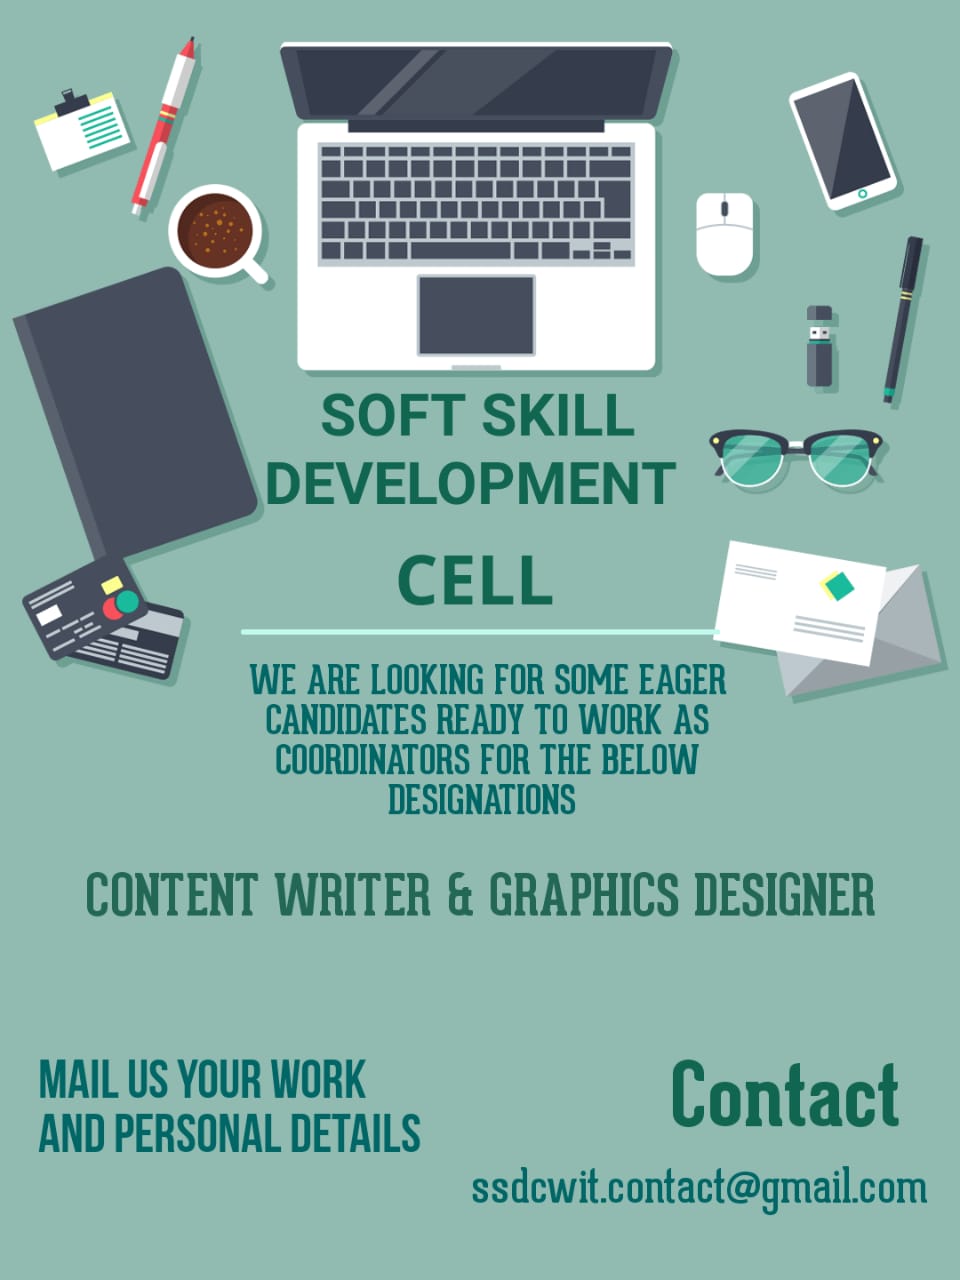 SOFT SKILL
DEVELOPMENT
CELL
WE ARE LOOKING FOR SOME EAGER
CANDIDATES READY TO WORK AS
COORDINATORS FOR THE BELOW
DESIGNATIONS
CONTENT WRITER & GRAPHICS DESIGNER
MAIL US YOUR WORK
AND PERSONAL DETAILS
Contact
ssdcwit.contact@gmail.com